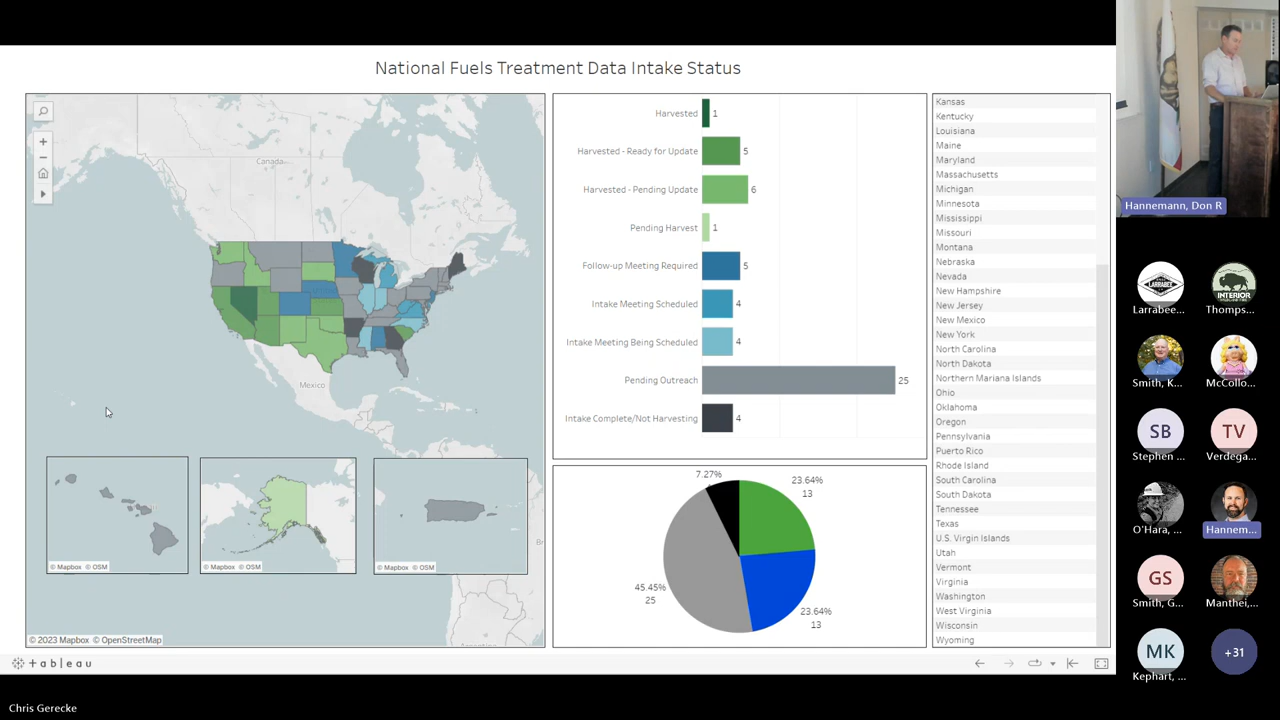 National Fuels Treatment Data Intake Status
Canada
Mexico
© Mapbox © OSM
© Mapbox © OSM
© Mapbox © OSM
© 2023 Mapbox © OpenStreetMap
Harvested 1
Harvested - Ready for Update 5
Harvested - Pending Update 6
Pending Harvest 1
Follow-up Meeting Required 5
Intake Meeting Scheduled 4
Intake Meeting Being Scheduled 4
Pending Outreach 25
Intake Complete/Not Harvesting 4
7.27%
23.64%
13
45.45%
25
23.64%
13
Kansas
Kentucky
Louisiana
Maine
Maryland
Massachusetts
Michigan
Minnesota
Mississippi
Missouri
Montana
Nebraska
Nevada
New Hampshire
New Jersey
New Mexico
New York
North Carolina
North Dakota
Northern Mariana Islands
Ohio
Oklahoma
Oregon
Pennsylvania
Puerto Rico
Rhode Island
South Carolina
South Dakota
Tennessee
Texas
U.S. Virgin Islands
Utah
Vermont
Virginia
Washington
West Virginia
Wisconsin
Wyoming
+ a b l e a u
Hannemann, Don R
LARRABEE
Larrabee...
INTERIOR
Thomps...
Smith, K...
McCollo...
SB
Stephen ...
TV
Verdega...
O'Hara, ...
Hannem...
GS
Smith, G...
Manthei,...
MK
Kephart, ...
+31
Chris Gerecke